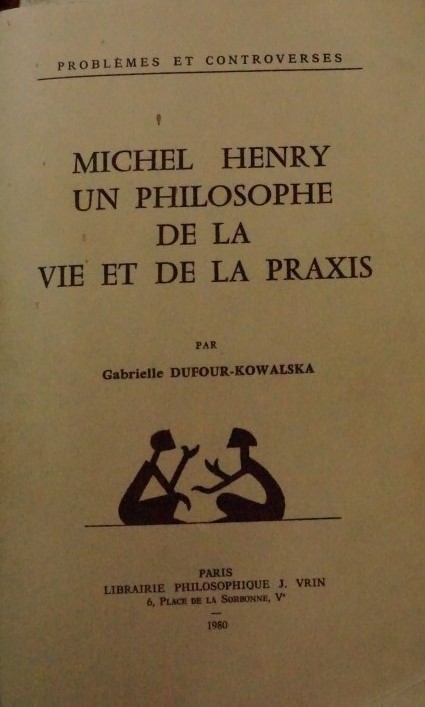 PROBLÈMES ET CONTROVERSES
MICHEL HENRY
UN PHILOSOPHE
DE LA
VIE ET DE LA PRAXIS
PAR
Gabrielle DUFOUR-KOWALSKA
PARIS
LIBRAIRIE PHILOSOPHIQUE J. VRIN
6, PLACE DE LA SORBONNE, Vᵉ
—
1980